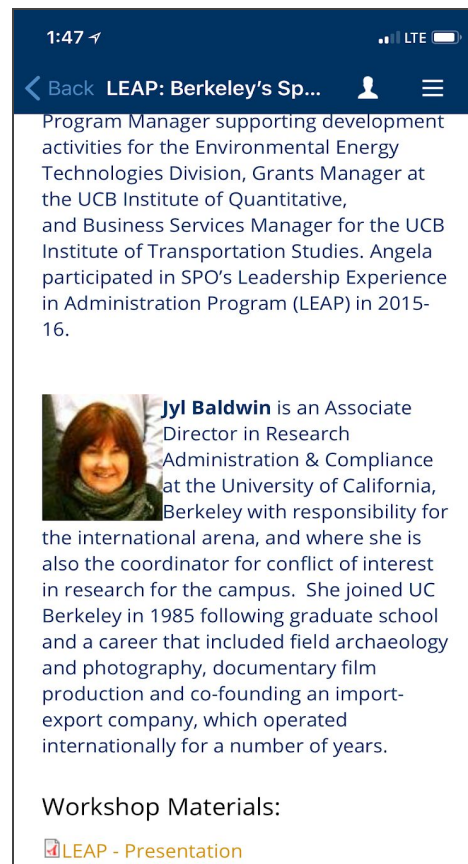 1:47
LTE
Back LEAP: Berkeley’s Sp...
Program Manager supporting development
activities for the Environmental Energy
Technologies Division, Grants Manager at
the UCB Institute of Quantitative,
and Business Services Manager for the UCB
Institute of Transportation Studies. Angela
participated in SPO’s Leadership Experience
in Administration Program (LEAP) in 2015-
16.
Jyl Baldwin is an Associate
Director in Research
Administration & Compliance
at the University of California,
Berkeley with responsibility for
the international arena, and where she is
also the coordinator for conflict of interest
in research for the campus.  She joined UC
Berkeley in 1985 following graduate school
and a career that included field archaeology
and photography, documentary film
production and co-founding an import-
export company, which operated
internationally for a number of years.
Workshop Materials:
LEAP - Presentation